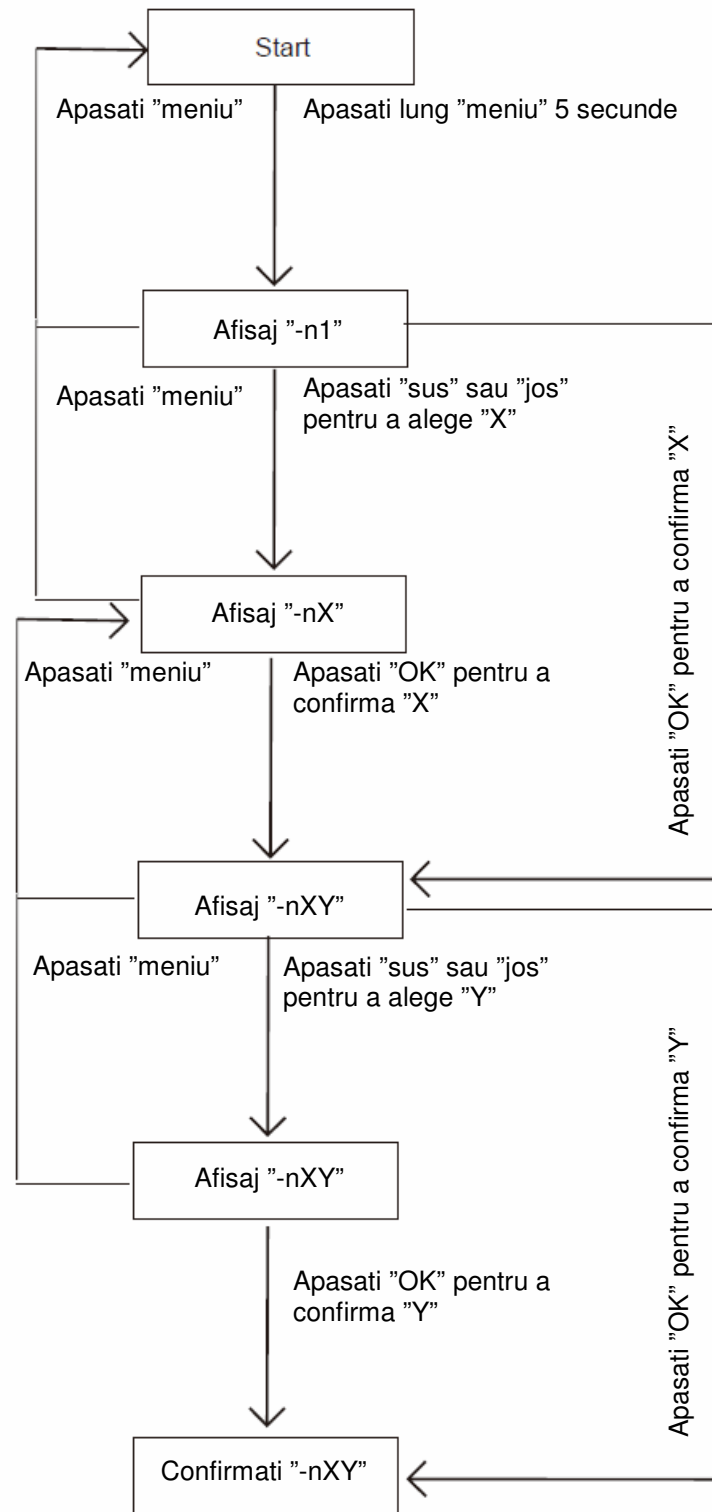 Start
Apasati ”meniu”
Apasati lung ”meniu” 5 secunde
Afisaj ”-n1”
Apasati ”meniu”
Apasati ”sus” sau ”jos”
pentru a alege ”X”
Apasati ”OK” pentru a confirma ”X”
Afisaj ”-nX”
Apasati ”meniu”
Apasati ”OK” pentru a
confirma ”X”
Afisaj ”-nXY”
Apasati ”meniu”
Apasati ”sus” sau ”jos”
pentru a alege ”Y”
Apasati ”OK” pentru a confirma ”Y”
Afisaj ”-nXY”
Apasati ”OK” pentru a
confirma ”Y”
Confirmati ”-nXY”